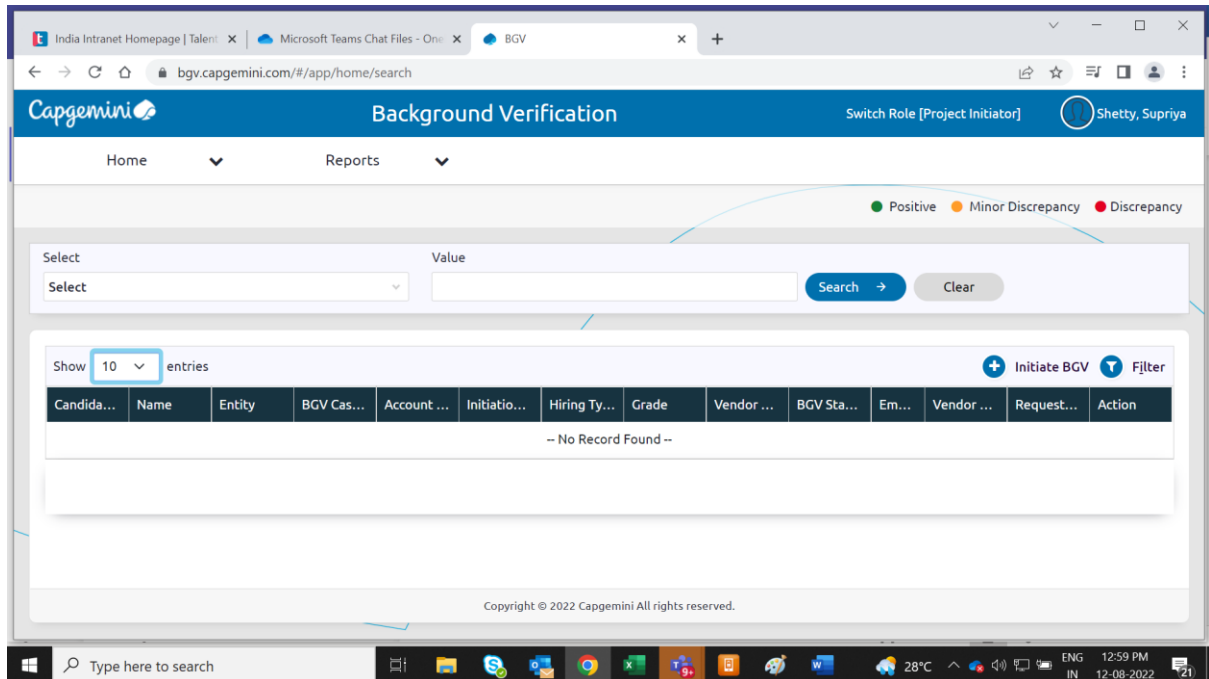 India Intranet Homepage | Talent
Microsoft Teams Chat Files - One
BGV
bgv.capgemini.com/#/app/home/search
Capgemini
Background Verification
Switch Role [Project Initiator]
Shetty, Supriya
Home
Reports
Positive
Minor Discrepancy
Discrepancy
Select
Value
Select
Search
Clear
Show 10 entries
Initiate BGV
Filter
Candida... Name Entity BGV Cas... Account ... Initiatio... Hiring Ty... Grade Vendor ... BGV Sta... Em... Vendor ... Request... Action
-- No Record Found --
Copyright © 2022 Capgemini All rights reserved.
Type here to search
9+
28°C
ENG
IN
12:59 PM
12-08-2022
21